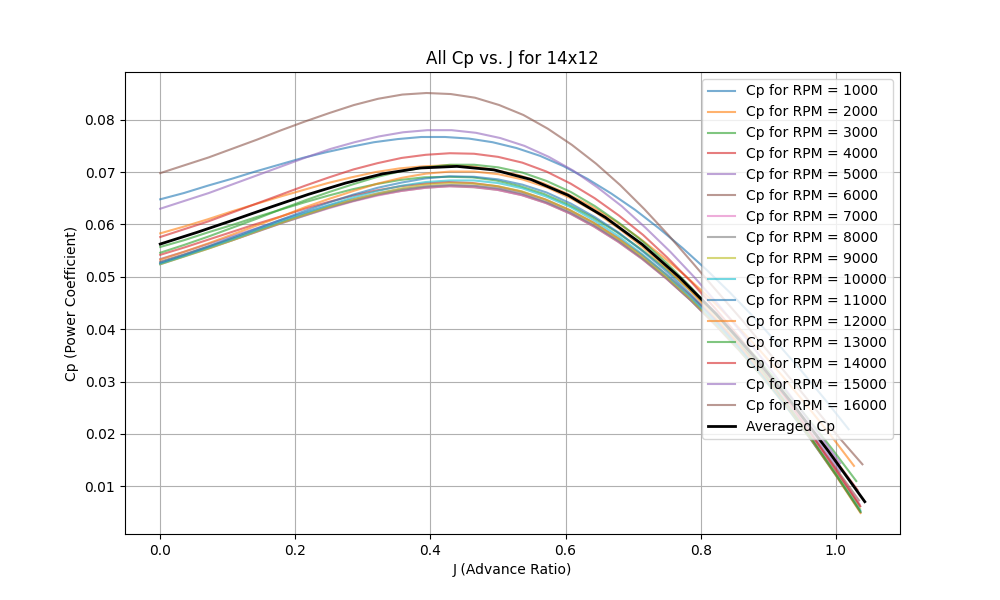 All Cp vs. J for 14x12
Cp (Power Coefficient)
0.08
0.07
0.06
0.05
0.04
0.03
0.02
0.01
Cp for RPM = 1000
Cp for RPM = 2000
Cp for RPM = 3000
Cp for RPM = 4000
Cp for RPM = 5000
Cp for RPM = 6000
Cp for RPM = 7000
Cp for RPM = 8000
Cp for RPM = 9000
Cp for RPM = 10000
Cp for RPM = 11000
Cp for RPM = 12000
Cp for RPM = 13000
Cp for RPM = 14000
Cp for RPM = 15000
Cp for RPM = 16000
Averaged Cp
0.0 0.2 0.4 0.6 0.8 1.0
J (Advance Ratio)